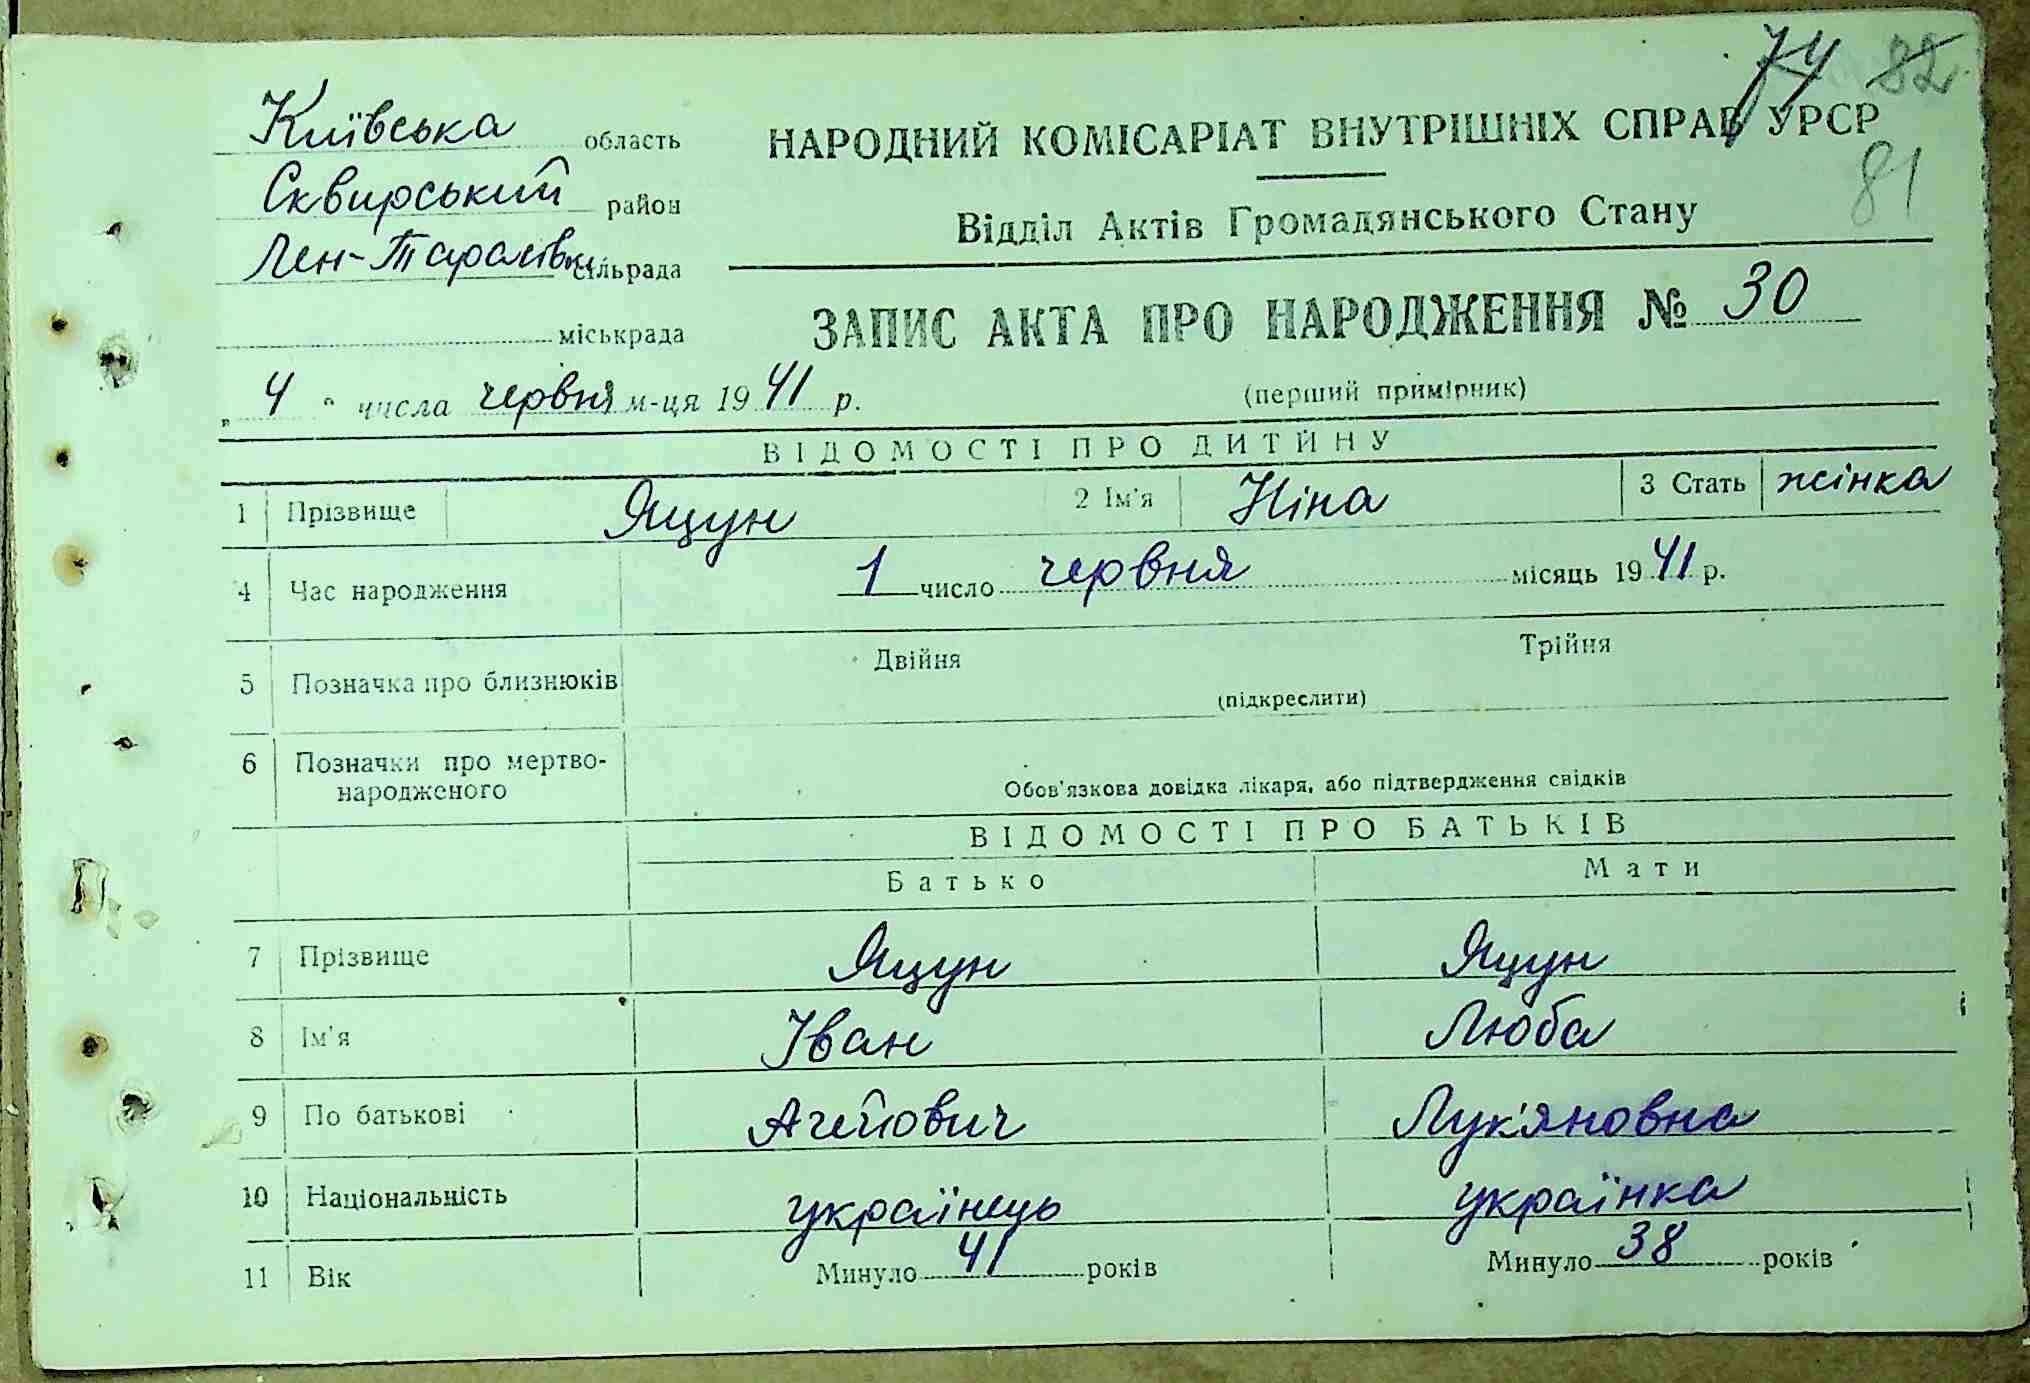 74 82
Київська область
НАРОДНИЙ КОМІСАРІАТ ВНУТРІШНІХ СПРАВ УРСР
81
Сквирський район
Відділ Актів Громадянського Стану
Лен-Тарасівка сільрада
ЗАПИС АКТА ПРО НАРОДЖЕННЯ № 30
міськрада
(перший примірник)
„ 4 " числа червня м-ця 19 41 р.
ВІДОМОСТІ ПРО ДИТИНУ
1 Прізвище Яцун 2 Ім'я Ніна 3 Стать жінка
4 Час народження 1 число червня місяць 19 41 р.
5 Позначка про близнюків Двійня Трійня
(підкреслити)
6 Позначки про мертво-
народженого
Обов'язкова довідка лікаря, або підтвердження свідків
ВІДОМОСТІ ПРО БАТЬКІВ
Батько Мати
7 Прізвище Яцун Яцун
8 Ім'я Іван Люба
9 По батькові Агейович Лук'яновна
10 Національність українець українка
11 Вік Минуло 41 років Минуло 38 років